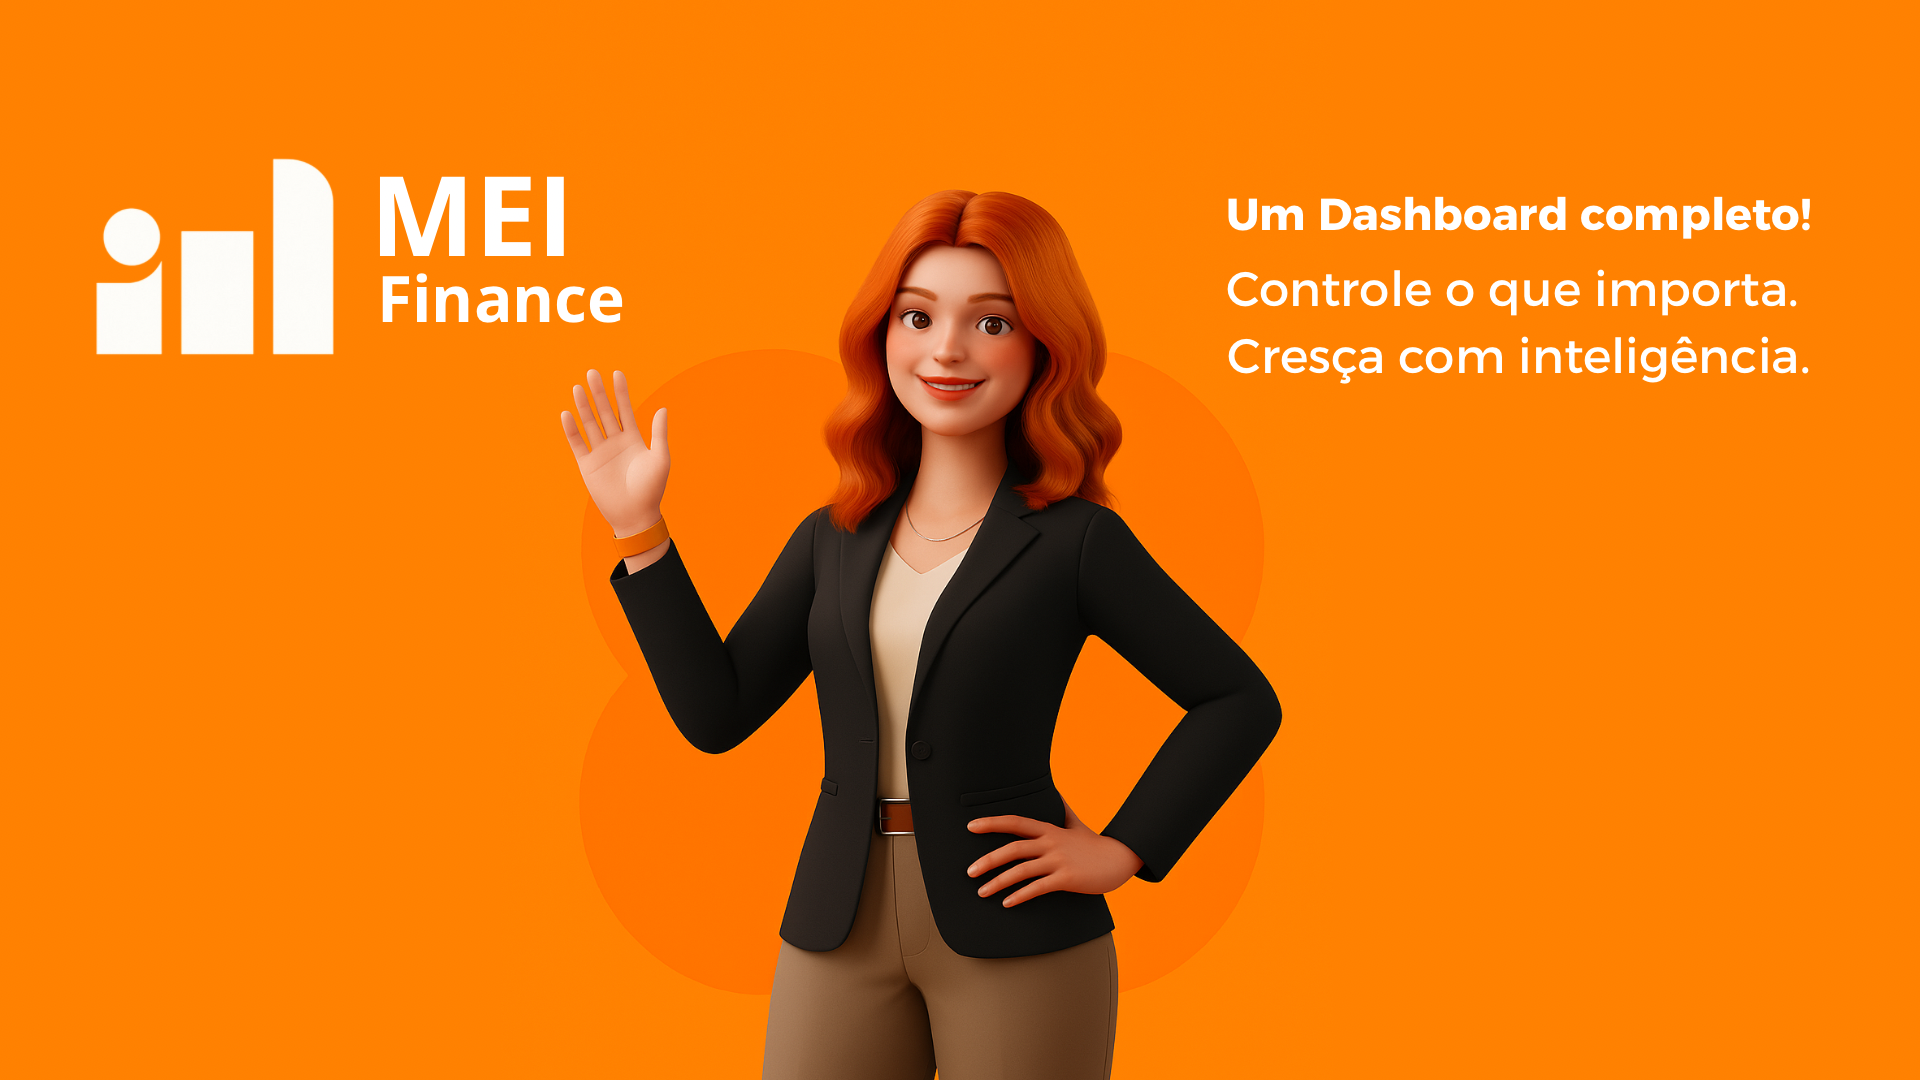 MEI
Finance
Um Dashboard completo!
Controle o que importa.
Cresça com inteligência.